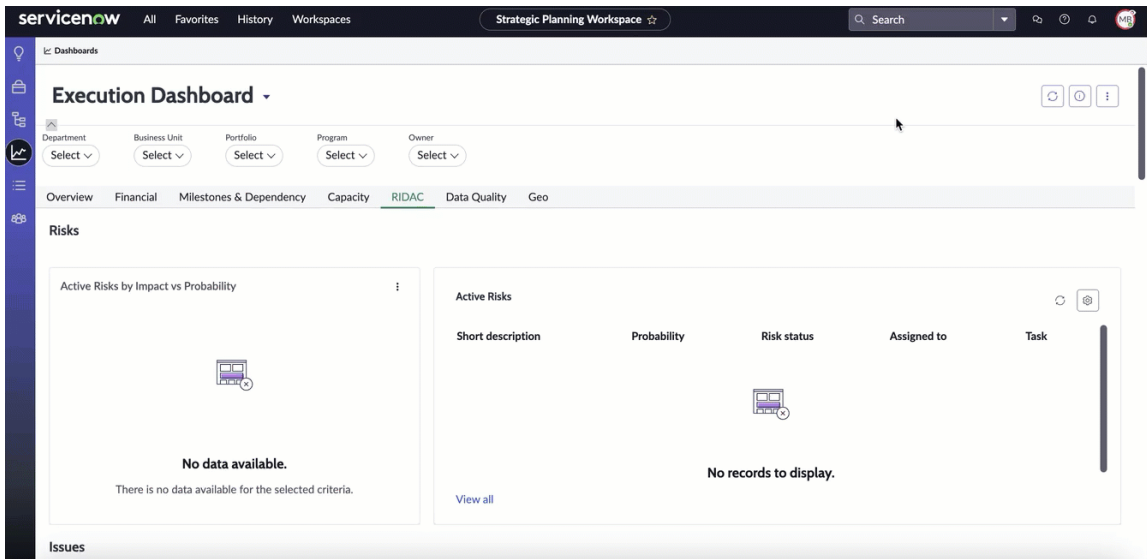 servicenow All Favorites History Workspaces Strategic Planning Workspace Search MB
Dashboards
Execution Dashboard
Department Business Unit Portfolio Program Owner
Select Select Select Select Select
Overview Financial Milestones & Dependency Capacity RIDAC Data Quality Geo
Risks
Active Risks by Impact vs Probability
Active Risks
Short description Probability Risk status Assigned to Task
No data available.
There is no data available for the selected criteria.
No records to display.
View all
Issues